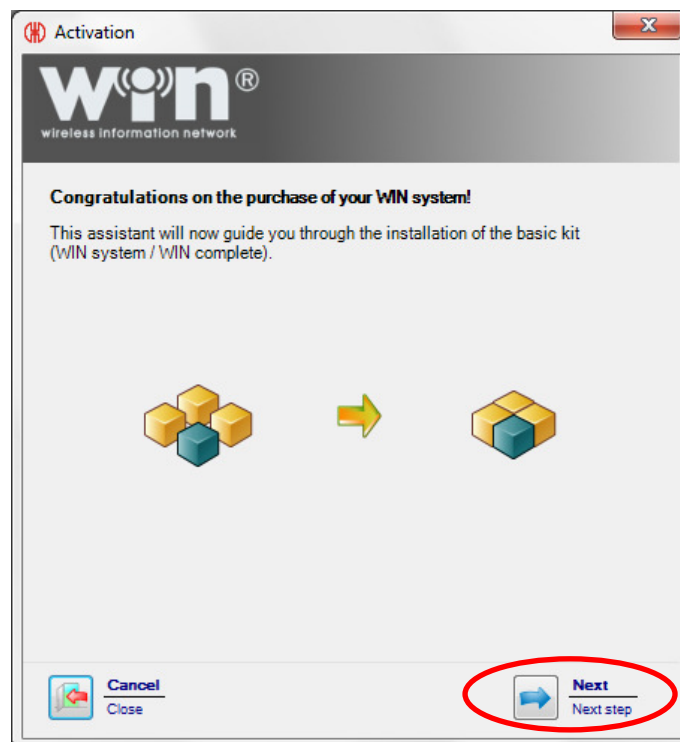 Activation
WIN®
wireless information network
Congratulations on the purchase of your WIN system!
This assistant will now guide you through the installation of the basic kit
(WIN system / WIN complete).
Cancel
Close
Next
Next step